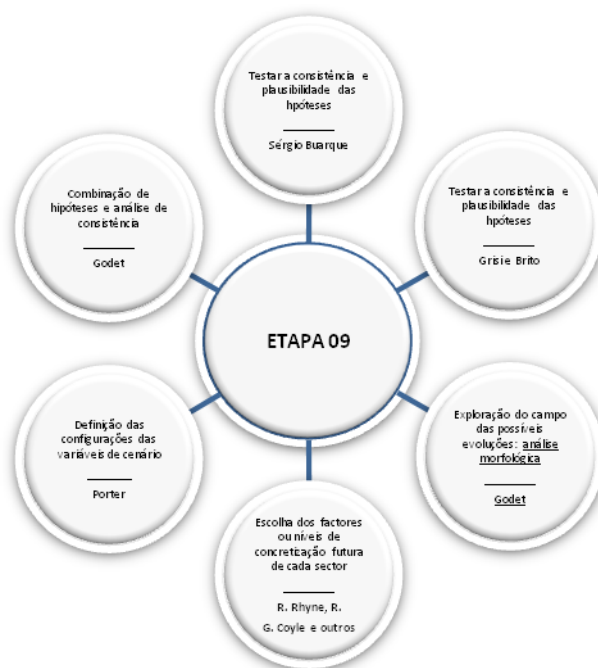 Testar a consistência e
plausibilidade das
hpóteses
Sérgio Buarque
Testar a consistência e
plausibilidade das
hpóteses
Grisi e Brito
Exploração do campo
das possíveis
evoluções: análise
morfológica
Godet
Escolha dos factores
ou níveis de
concretização futura
de cada sector
R. Rhyne, R.
G. Coyle e outros
Definição das
configurações das
variáveis de cenário
Porter
Combinação de
hipóteses e análise de
consistência
Godet
ETAPA 09